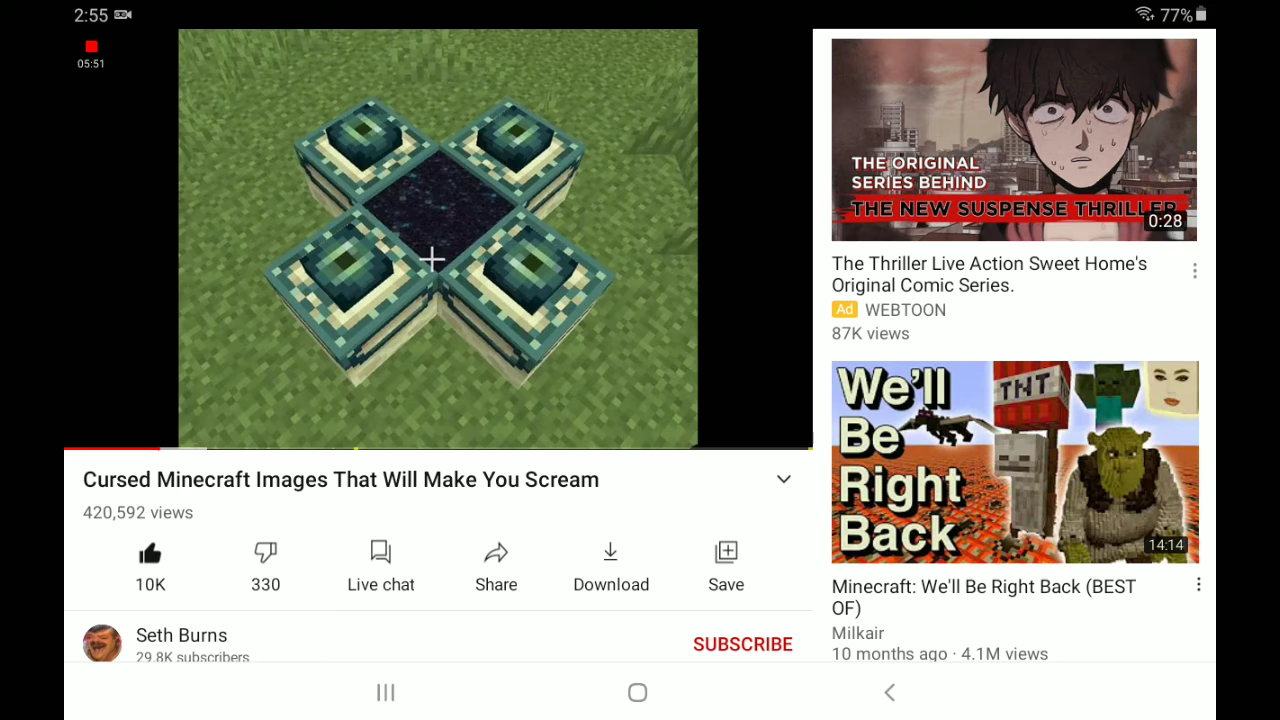 2:55
77%
05:51
THE ORIGINAL
SERIES BEHIND
THE NEW SUSPENSE THRILLER
0:28
The Thriller Live Action Sweet Home's
Original Comic Series.
Ad WEBTOON
87K views
We'll
Be
Right
Back
TNT
14:14
Minecraft: We'll Be Right Back (BEST
OF)
Milkair
10 months ago · 4.1M views
Cursed Minecraft Images That Will Make You Scream
420,592 views
10K
330
Live chat
Share
Download
Save
Seth Burns
29.8K subscribers
SUBSCRIBE